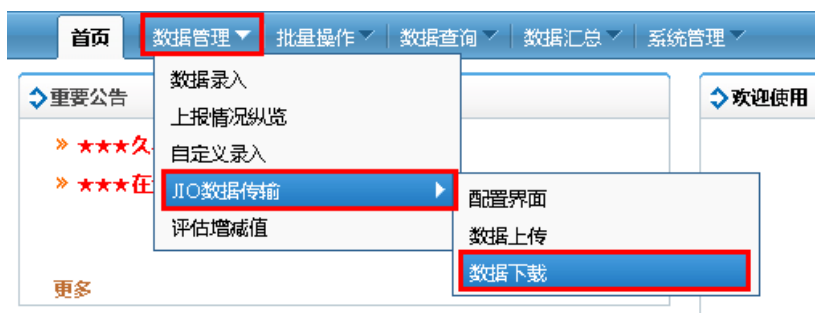 首页 数据管理 批量操作 数据查询 数据汇总 系统管理
重要公告
欢迎使用
数据录入
上报情况纵览
★★★久
自定义录入
★★★在
JIO数据传输
配置界面
评估增减值
数据上传
数据下载
更多